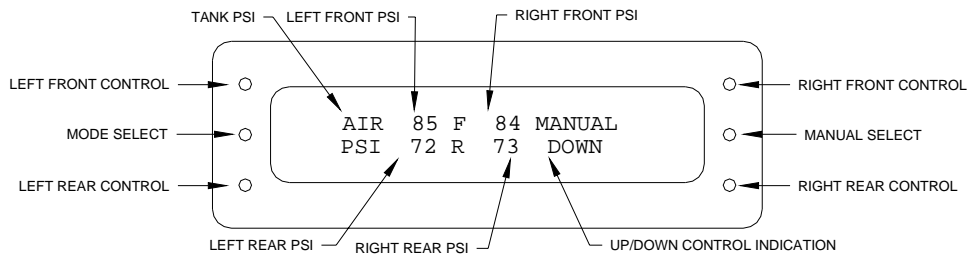 TANK PSI LEFT FRONT PSI RIGHT FRONT PSI
LEFT FRONT CONTROL RIGHT FRONT CONTROL
AIR 85 F 84 MANUAL
MODE SELECT MANUAL SELECT
PSI 72 R 73 DOWN
LEFT REAR CONTROL RIGHT REAR CONTROL
LEFT REAR PSI RIGHT REAR PSI UP/DOWN CONTROL INDICATION